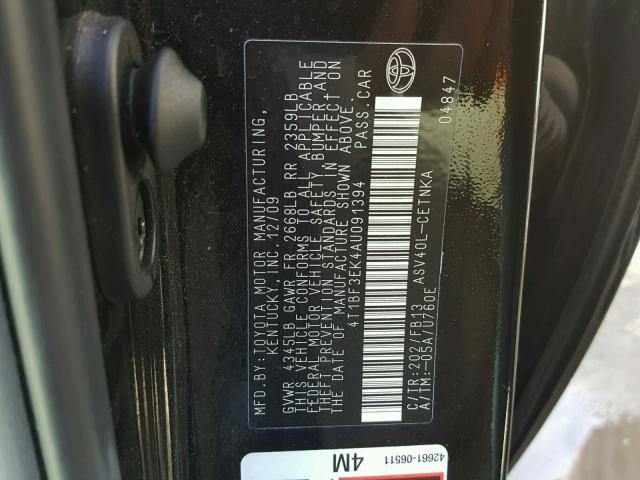 MFD.BY:TOYOTA MOTOR MANUFACTURING,
KENTUCKY, INC. 12/09
GVWR 4345LB GAWR FR 2668LB RR 2359LB
THIS VEHICLE CONFORMS TO ALL APPLICABLE
FEDERAL MOTOR VEHICLE SAFETY, BUMPER AND
THEFT PREVENTION STANDARDS IN EFFECT ON
THE DATE OF MANUFACTURE SHOWN ABOVE.
4T1BF3EK4AU091394 PASS.CAR
C/TR:202/FB13 ASV40L-CETNKA
A/TM:-05A/U760E 04847
42661-06511
4M